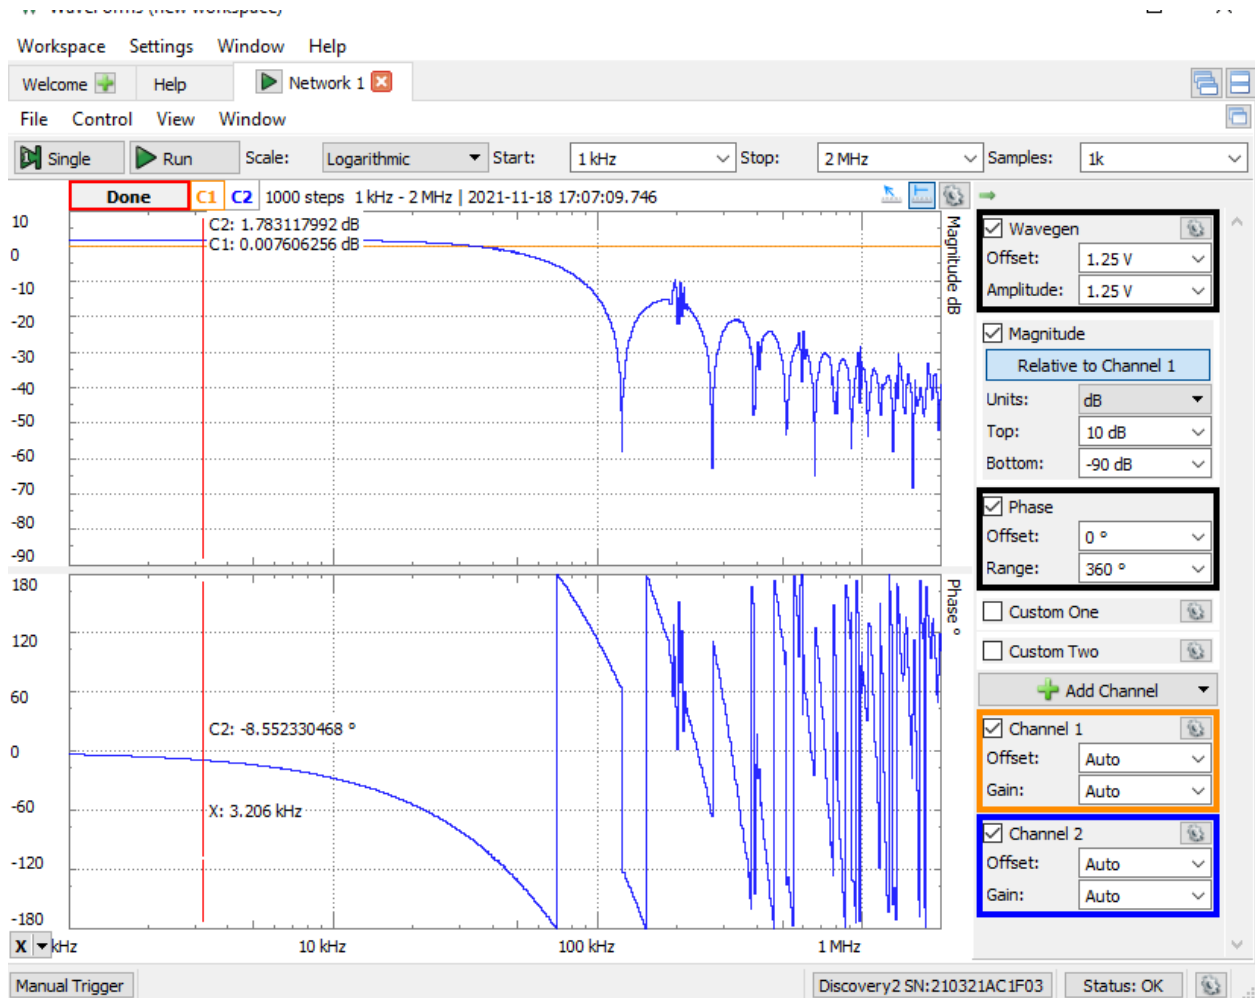 WaveForms (new workspace)
Workspace Settings Window Help
Welcome Help Network 1
File Control View Window
Single Run Scale: Logarithmic Start: 1 kHz Stop: 2 MHz Samples: 1k
Done C1 C2 1000 steps 1 kHz - 2 MHz | 2021-11-18 17:07:09.746
C2: 1.783117992 dB
C1: 0.007606256 dB
10
0
-10
-20
-30
-40
-50
-60
-70
-80
-90
Magnitude dB
180
120
60
0
-60
-120
-180
Phase °
C2: -8.552330468 °
X: 3.206 kHz
X kHz 10 kHz 100 kHz 1 MHz
Wavegen
Offset: 1.25 V
Amplitude: 1.25 V
Magnitude
Relative to Channel 1
Units: dB
Top: 10 dB
Bottom: -90 dB
Phase
Offset: 0 °
Range: 360 °
Custom One
Custom Two
Add Channel
Channel 1
Offset: Auto
Gain: Auto
Channel 2
Offset: Auto
Gain: Auto
Manual Trigger Discovery2 SN:210321AC1F03 Status: OK